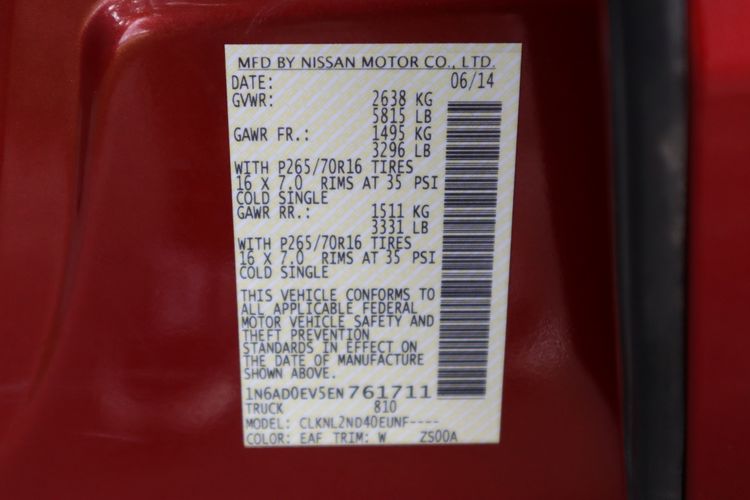 MFD BY NISSAN MOTOR CO., LTD.
DATE: 06/14
GVWR: 2638 KG
5815 LB
GAWR FR.: 1495 KG
3296 LB
WITH P265/70R16 TIRES
16 X 7.0 RIMS AT 35 PSI
COLD SINGLE
GAWR RR.: 1511 KG
3331 LB
WITH P265/70R16 TIRES
16 X 7.0 RIMS AT 35 PSI
COLD SINGLE
THIS VEHICLE CONFORMS TO
ALL APPLICABLE FEDERAL
MOTOR VEHICLE SAFETY AND
THEFT PREVENTION
STANDARDS IN EFFECT ON
THE DATE OF MANUFACTURE
SHOWN ABOVE.
1N6AD0EV5EN761711
TRUCK 810
MODEL: CLKNL2ND40EUNF----
COLOR: EAF TRIM: W ZS00A